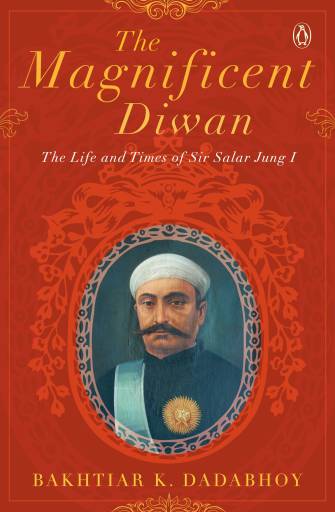 The
Magnificent
Diwan
The Life and Times of Sir Salar Jung I
BAKHTIAR K. DADABHOY